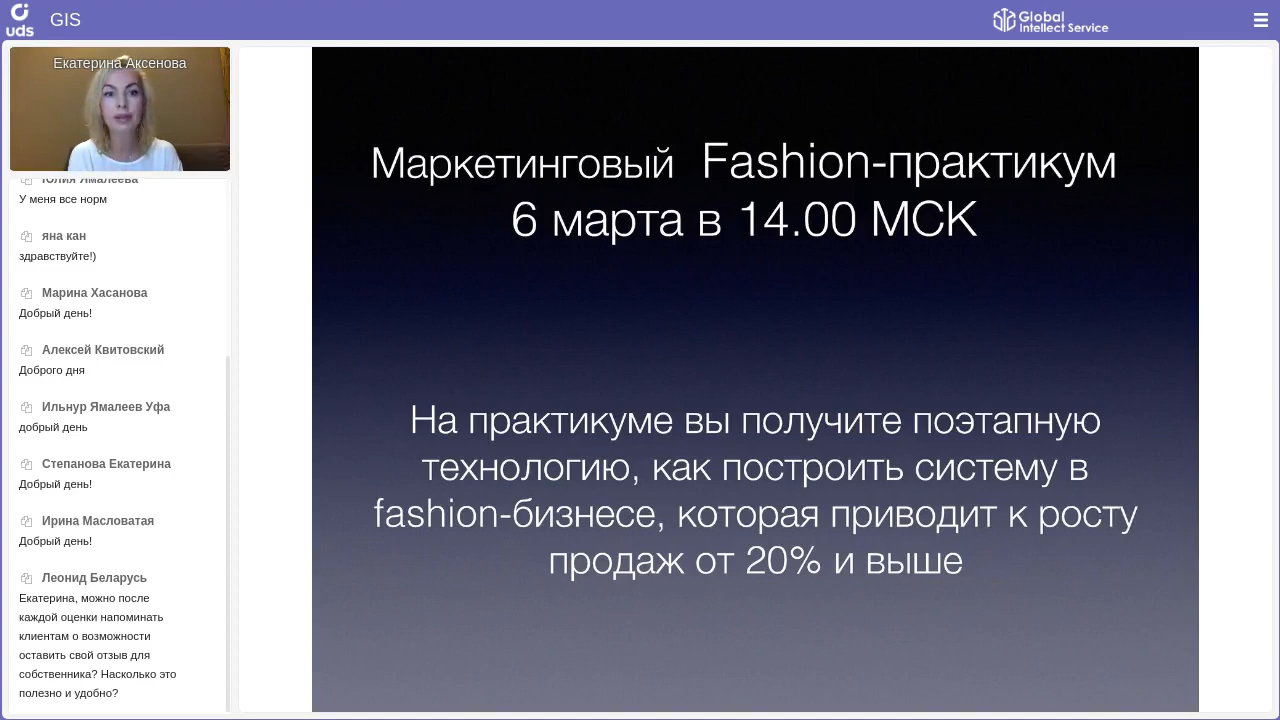 uds
GIS
Global
Intellect Service
Екатерина Аксенова
Юлия Ямалеева
У меня все норм
яна кан
здравствуйте!)
Марина Хасанова
Добрый день!
Алексей Квитовский
Доброго дня
Ильнур Ямалеев Уфа
добрый день
Степанова Екатерина
Добрый день!
Ирина Масловатая
Добрый день!
Леонид Беларусь
Екатерина, можно после
каждой оценки напоминать
клиентам о возможности
оставить свой отзыв для
собственника? Насколько это
полезно и удобно?
Маркетинговый Fashion-практикум
6 марта в 14.00 МСК
На практикуме вы получите поэтапную
технологию, как построить систему в
fashion-бизнесе, которая приводит к росту
продаж от 20% и выше